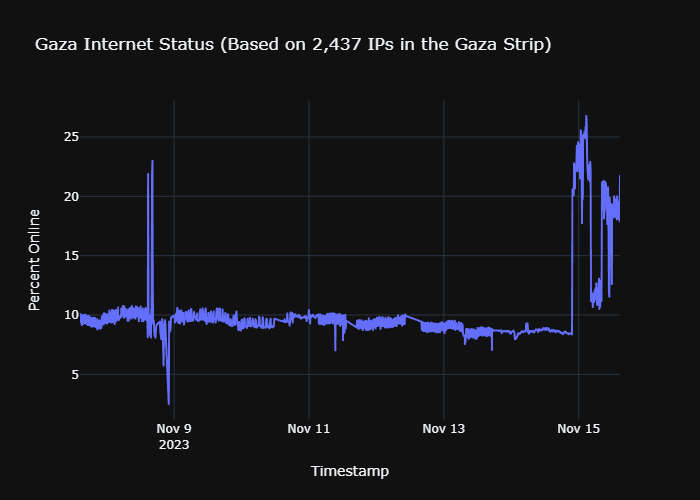 Gaza Internet Status (Based on 2,437 IPs in the Gaza Strip)
Percent Online
25
20
15
10
5
Nov 9 Nov 11 Nov 13 Nov 15
2023
Timestamp